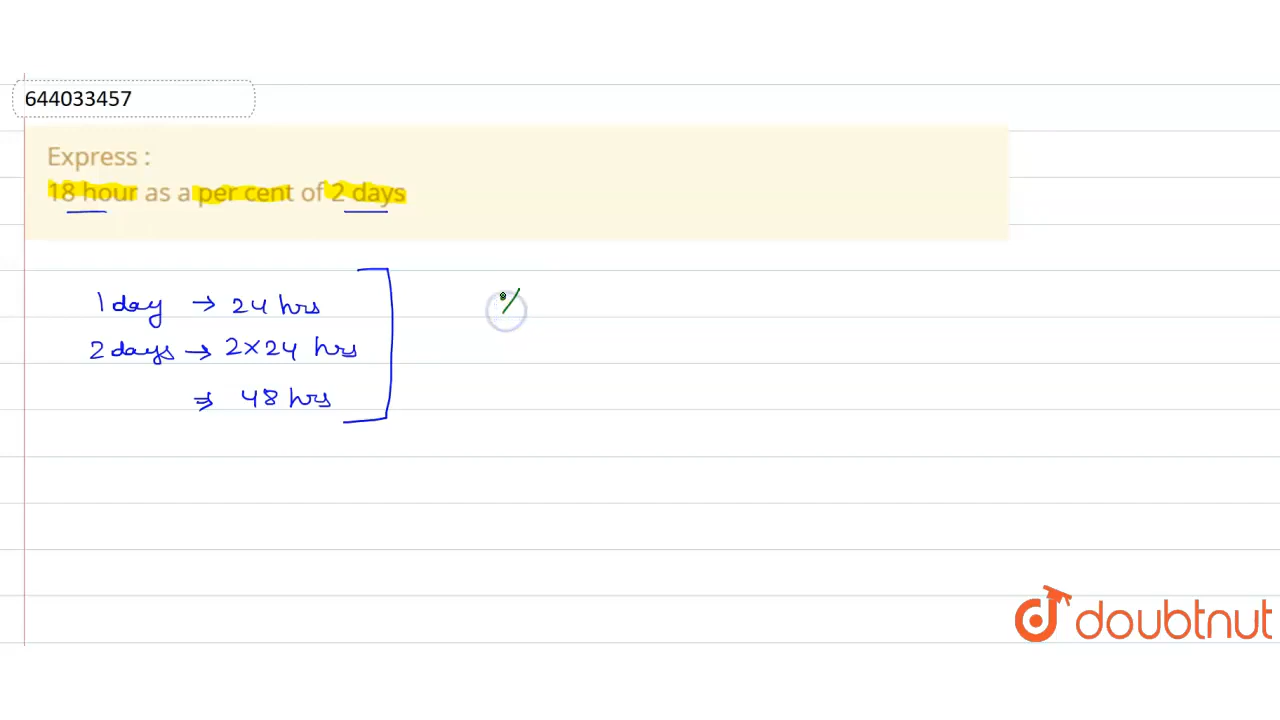 644033457
Express :
18 hour as a per cent of 2 days
1 day → 24 hrs
2 days → 2×24 hrs
⇒ 48 hrs
%
doubtnut